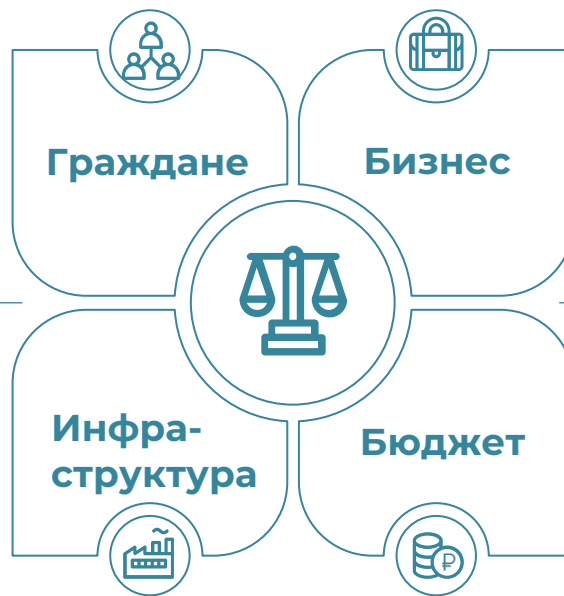 Граждане
Бизнес
Инфра-
структура
Бюджет